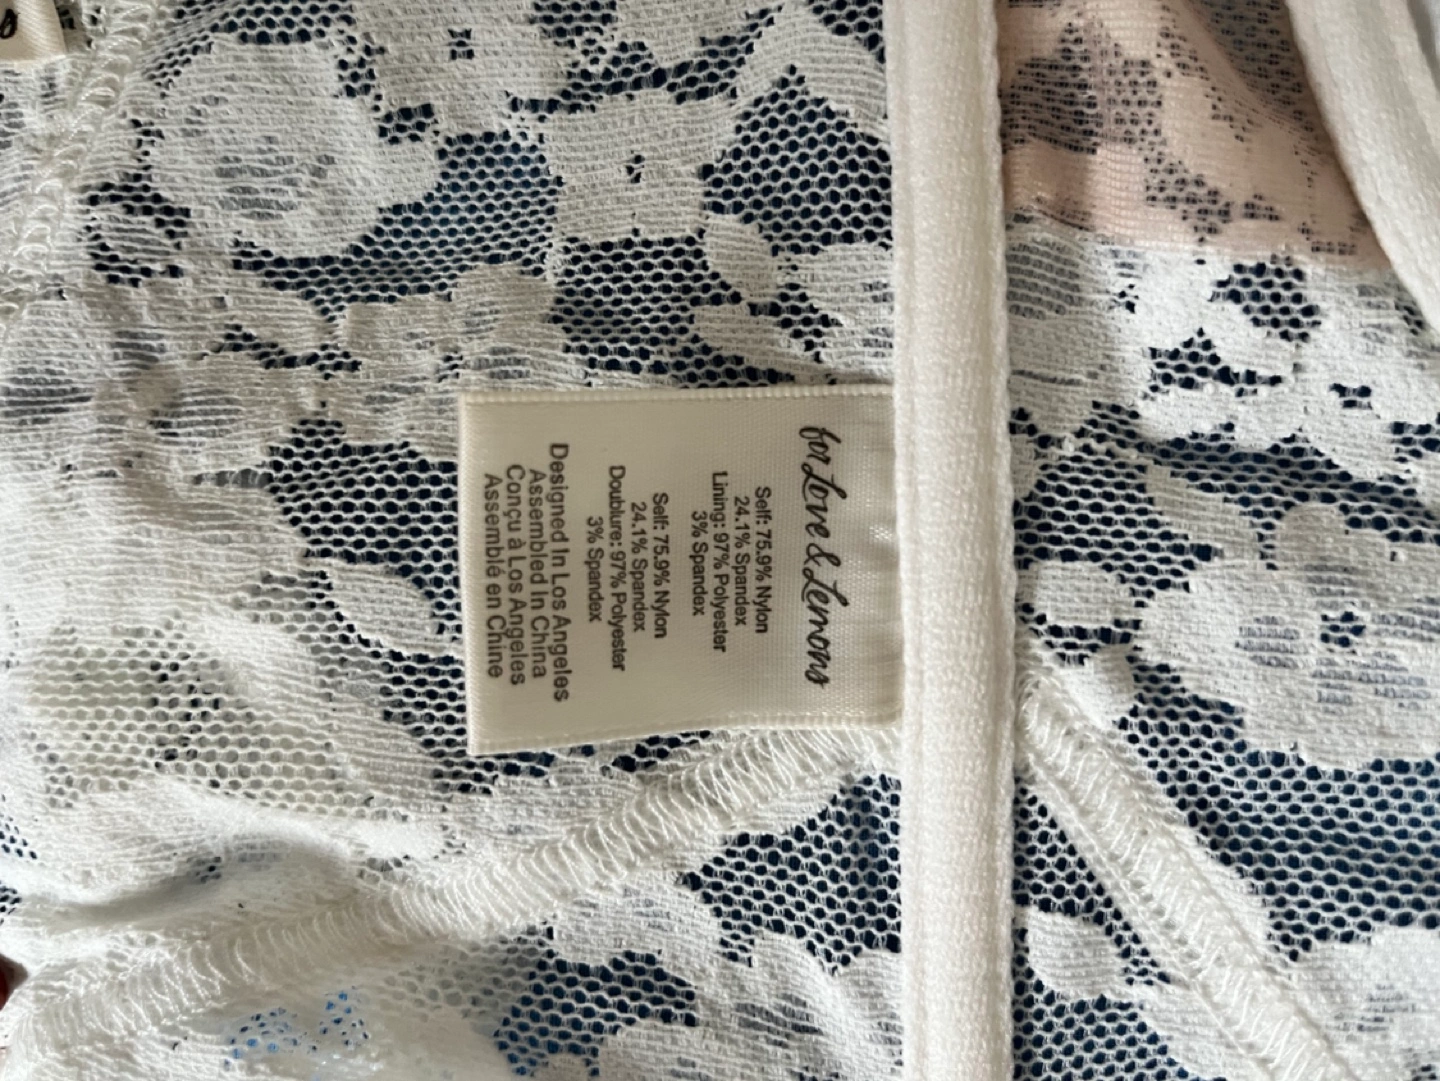 for Love & Lemons
Self: 75.9% Nylon
24.1% Spandex
Lining: 97% Polyester
3% Spandex
Self: 75.9% Nylon
24.1% Spandex
Doublure: 97% Polyester
3% Spandex
Designed In Los Angeles
Assembled In China
Conçu à Los Angeles
Assemblé en Chine